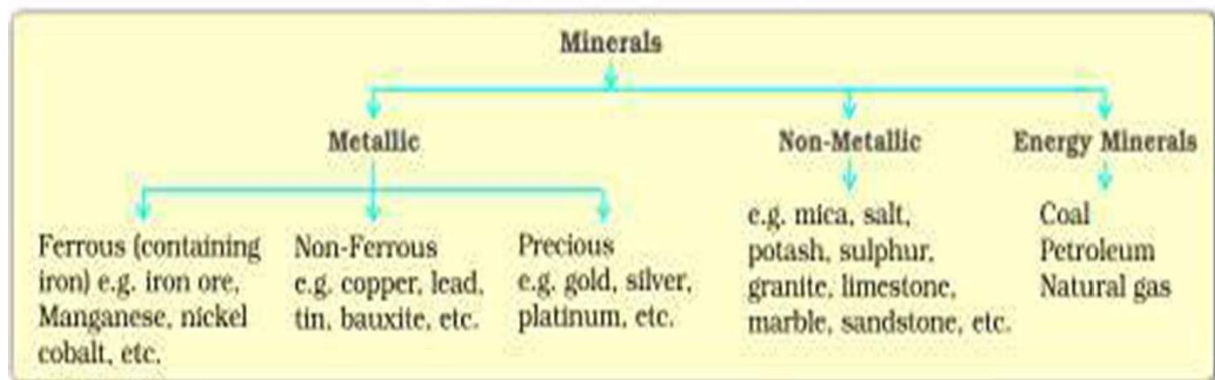 Minerals
Metallic
Non-Metallic
Energy Minerals
Ferrous (containing
iron) e.g. iron ore,
Manganese, nickel
cobalt, etc.
Non-Ferrous
e.g. copper, lead,
tin, bauxite, etc.
Precious
e.g. gold, silver,
platinum, etc.
e.g. mica, salt,
potash, sulphur,
granite, limestone,
marble, sandstone, etc.
Coal
Petroleum
Natural gas